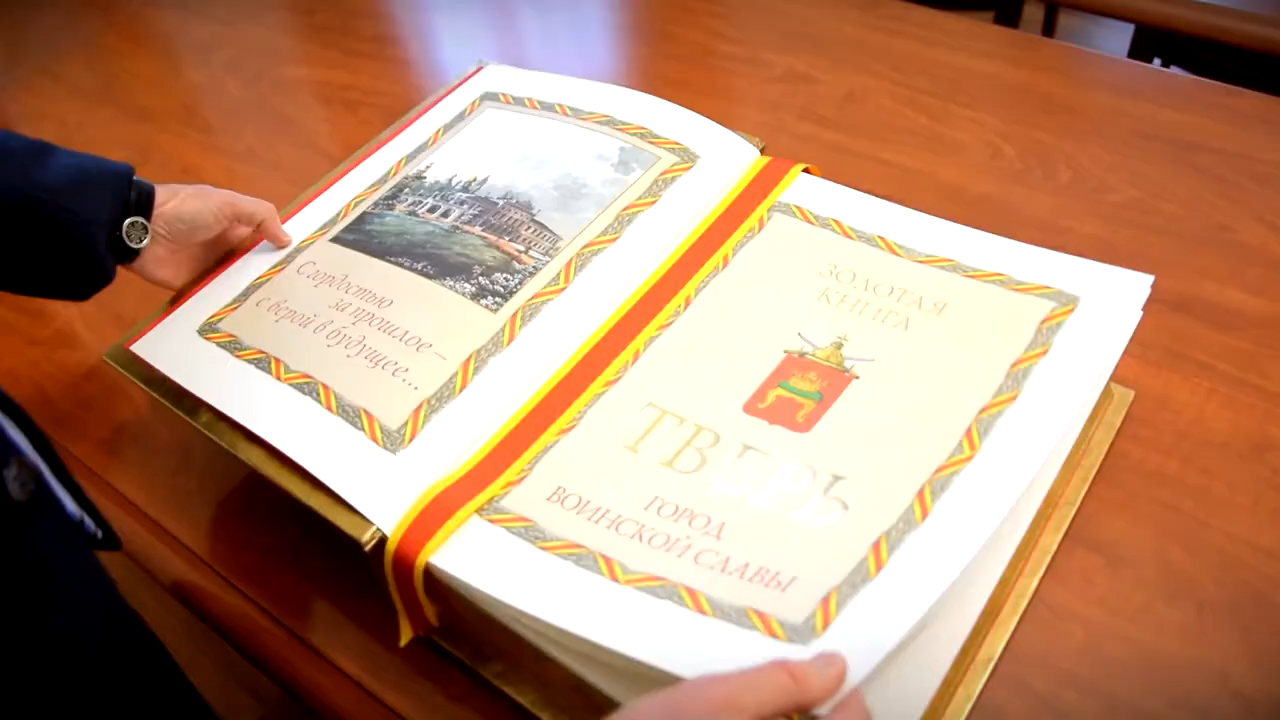 С гордостью
за прошлое –
с верой в будущее...
ЗОЛОТАЯ
КНИГА
ТВЕРЬ
ГОРОД
ВОИНСКОЙ СЛАВЫ